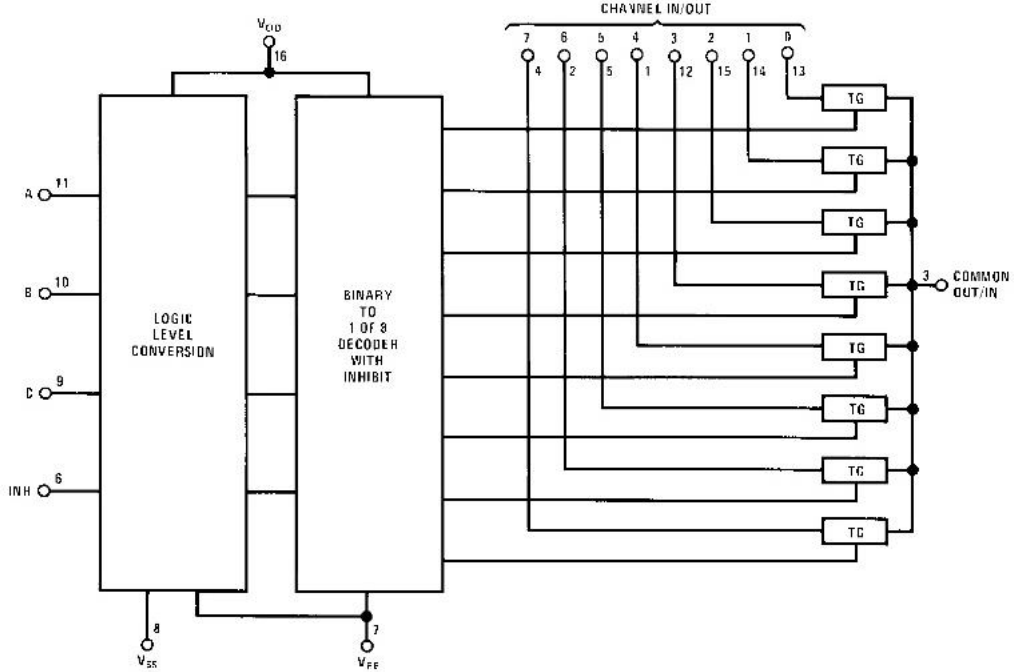 CHANNEL IN/OUT
7 6 5 4 3 2 1 0
4 2 5 1 12 15 14 13
VDD
16
TG
TG
TG
TG
TG
TG
TG
TG
A 11
B 10
C 9
INH 6
LOGIC
LEVEL
CONVERSION
BINARY
TO
1 OF 8
DECODER
WITH
INHIBIT
3 COMMON
OUT/IN
8
VSS
7
VEE